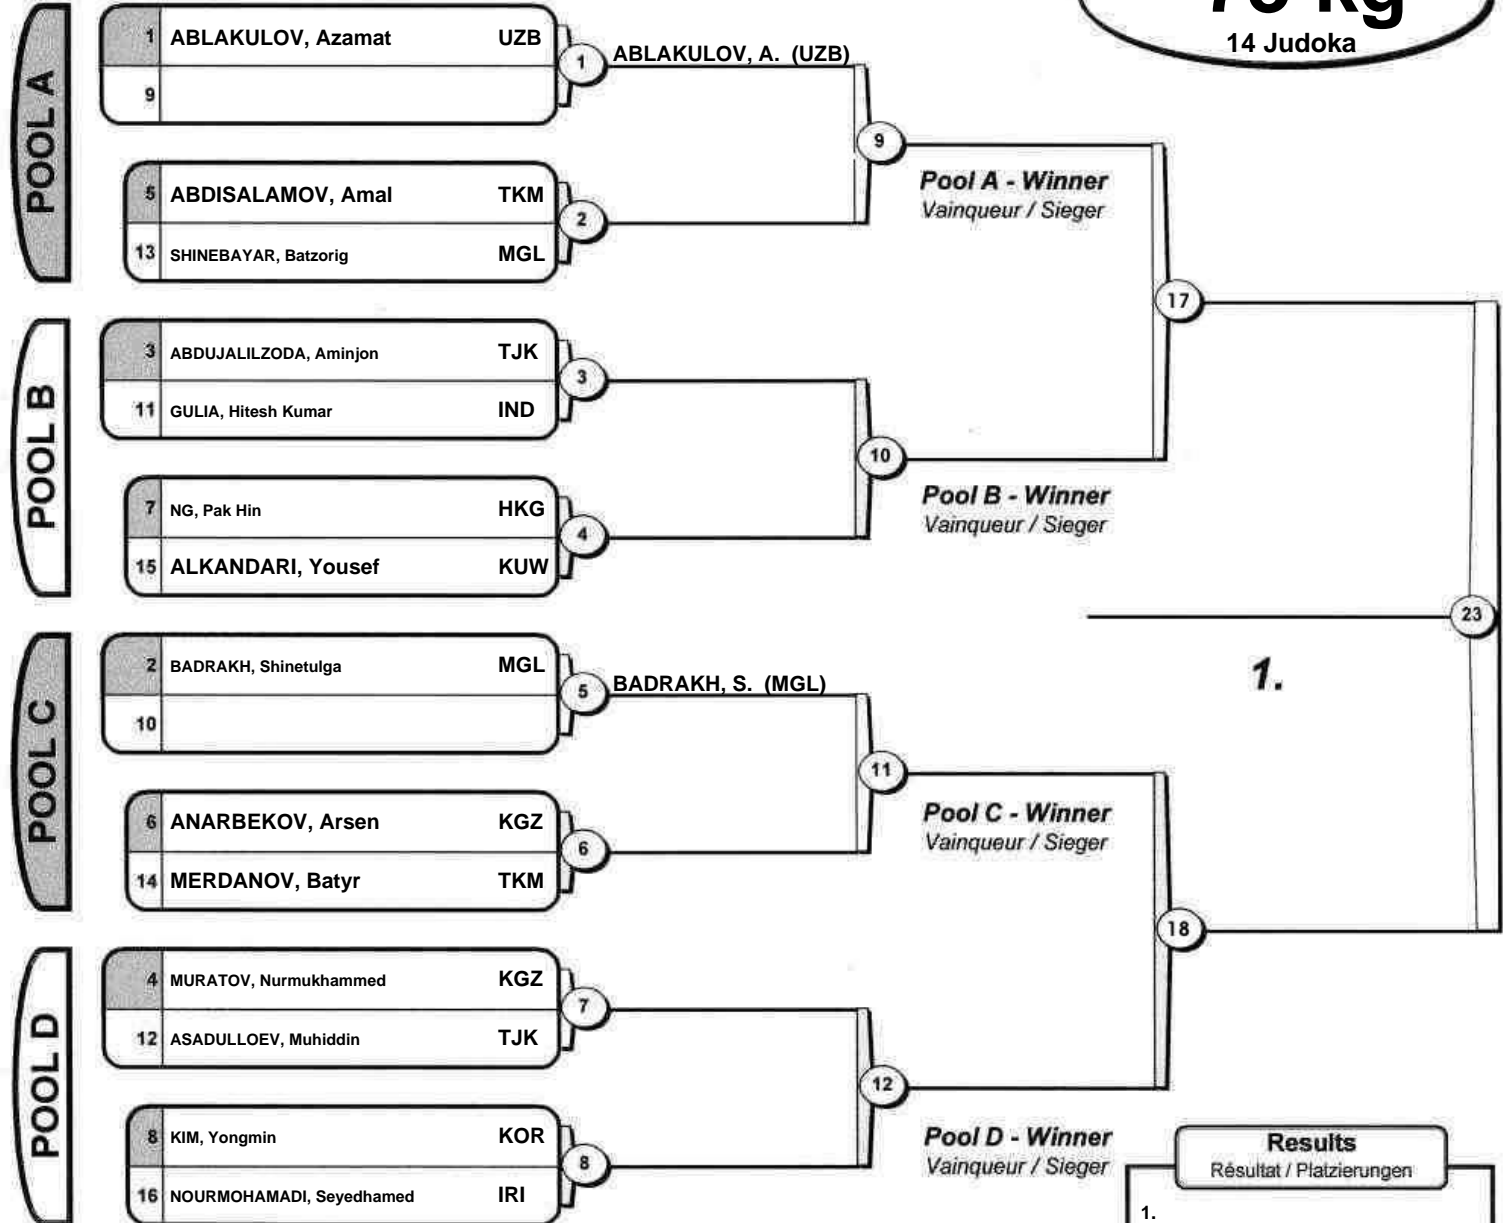 73 kg
14 Judoka
POOL A
1 ABLAKULOV, Azamat UZB
9
1
ABLAKULOV, A. (UZB)
5 ABDISALAMOV, Amal TKM
13 SHINEBAYAR, Batzorig MGL
2
9
Pool A - Winner
Vainqueur / Sieger
POOL B
3 ABDUJALILZODA, Aminjon TJK
11 GULIA, Hitesh Kumar IND
3
7 NG, Pak Hin HKG
15 ALKANDARI, Yousef KUW
4
10
Pool B - Winner
Vainqueur / Sieger
17
POOL C
2 BADRAKH, Shinetulga MGL
10
5
BADRAKH, S. (MGL)
6 ANARBEKOV, Arsen KGZ
14 MERDANOV, Batyr TKM
6
11
Pool C - Winner
Vainqueur / Sieger
POOL D
4 MURATOV, Nurmukhammed KGZ
12 ASADULLOEV, Muhiddin TJK
7
8 KIM, Yongmin KOR
16 NOURMOHAMADI, Seyedhamed IRI
8
12
Pool D - Winner
Vainqueur / Sieger
18
23
1.
Results
Résultat / Platzierungen
1.